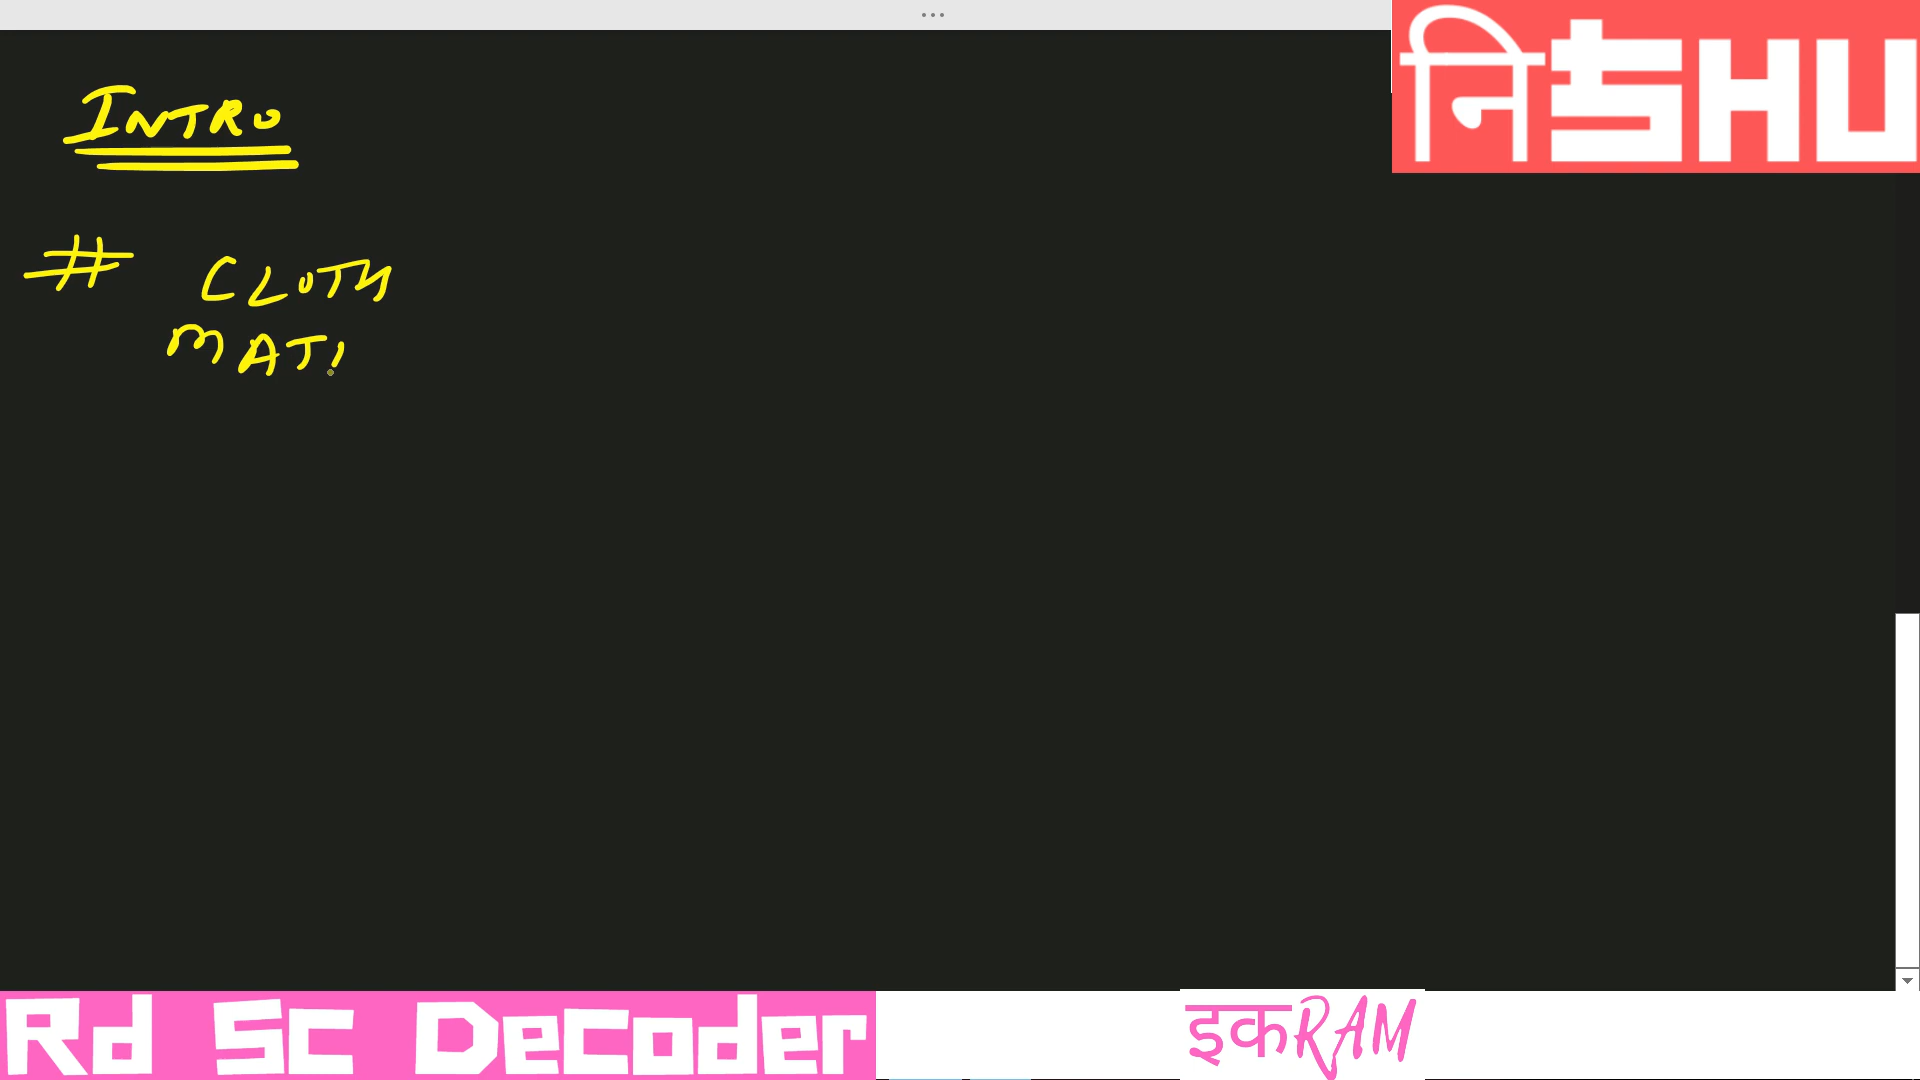 INTRO
निSHU
# CLOTH
MAT
Rd Sc Decoder
इकRAM